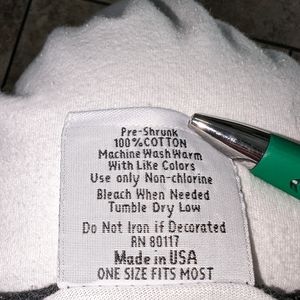 Pre-Shrunk
100% COTTON
Machine Wash Warm
With Like Colors
Use only Non-chlorine
Bleach When Needed
Tumble Dry Low
Do Not Iron if Decorated
RN 80117
Made in USA
ONE SIZE FITS MOST